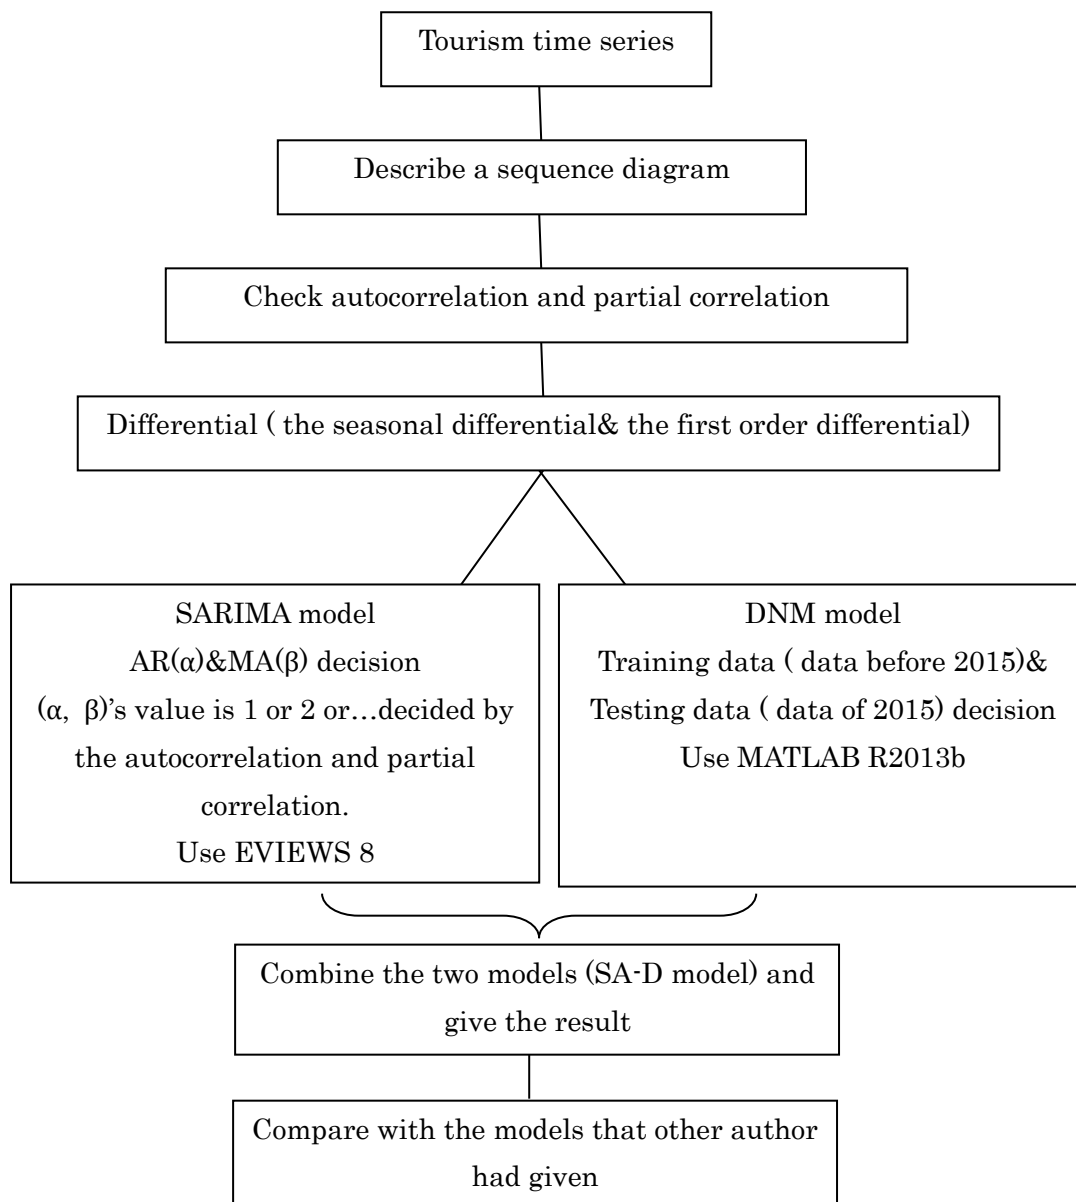 Tourism time series
Describe a sequence diagram
Check autocorrelation and partial correlation
Differential ( the seasonal differential& the first order differential)
SARIMA model
AR(α)&MA(β) decision
(α, β)’s value is 1 or 2 or…decided by
the autocorrelation and partial
correlation.
Use EVIEWS 8
DNM model
Training data ( data before 2015)&
Testing data ( data of 2015) decision
Use MATLAB R2013b
Combine the two models (SA-D model) and
give the result
Compare with the models that other author
had given